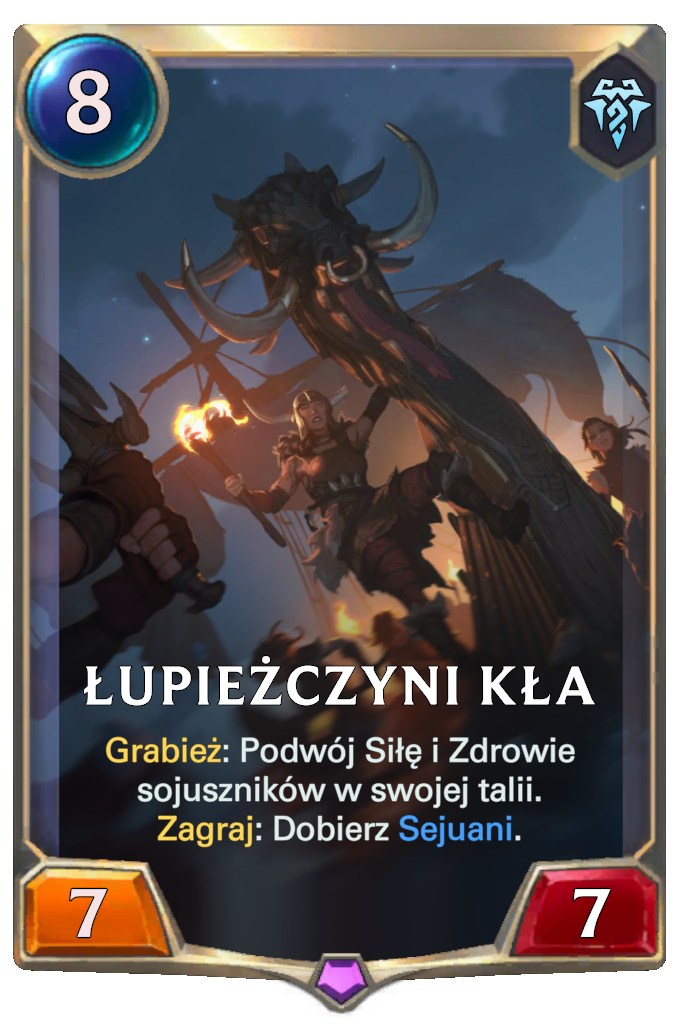 8
ŁUPIEŻCZYNI KŁA
Grabież: Podwój Siłę i Zdrowie
sojuszników w swojej talii.
Zagraj: Dobierz Sejuani.
7 7